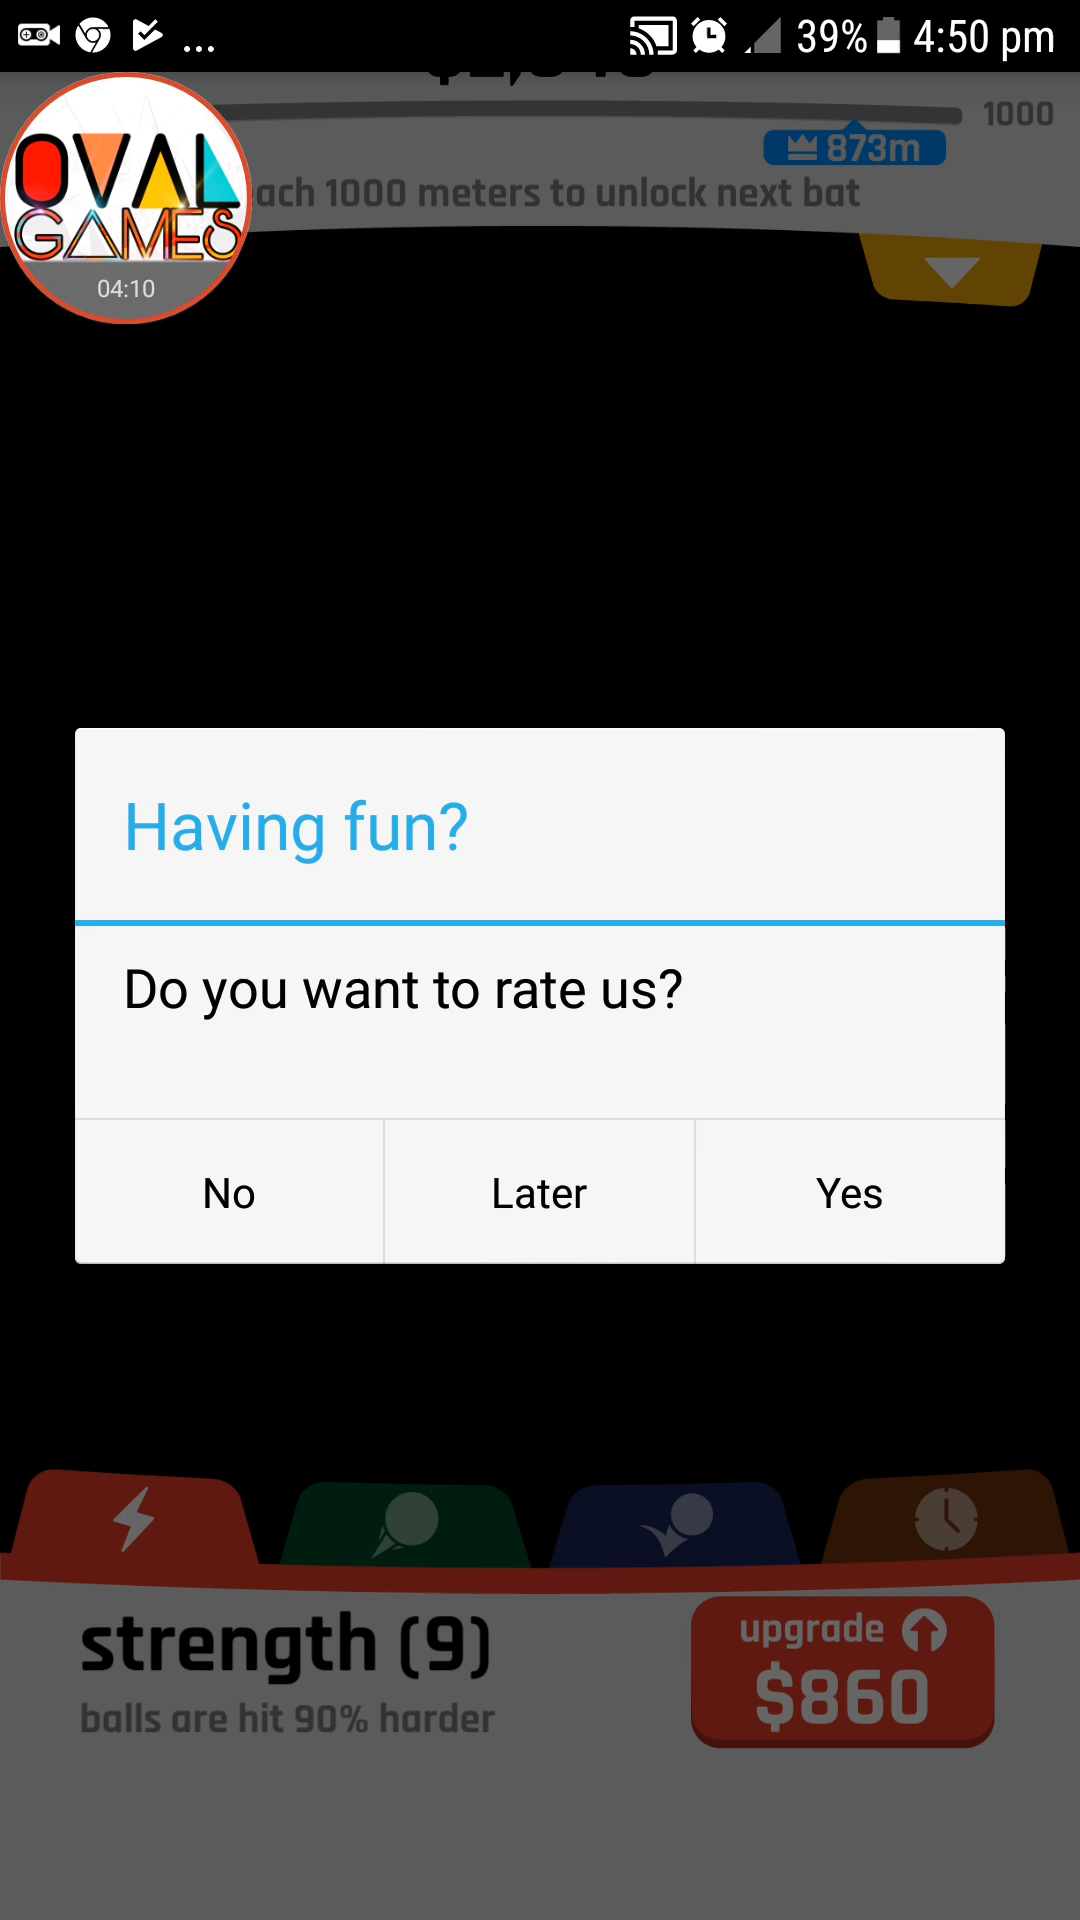 ... 39% 4:50 pm
1000
873m
each 1000 meters to unlock next bat
OVAL
GAMES
04:10
Having fun?
Do you want to rate us?
No Later Yes
strength (9)
balls are hit 90% harder
upgrade
$860